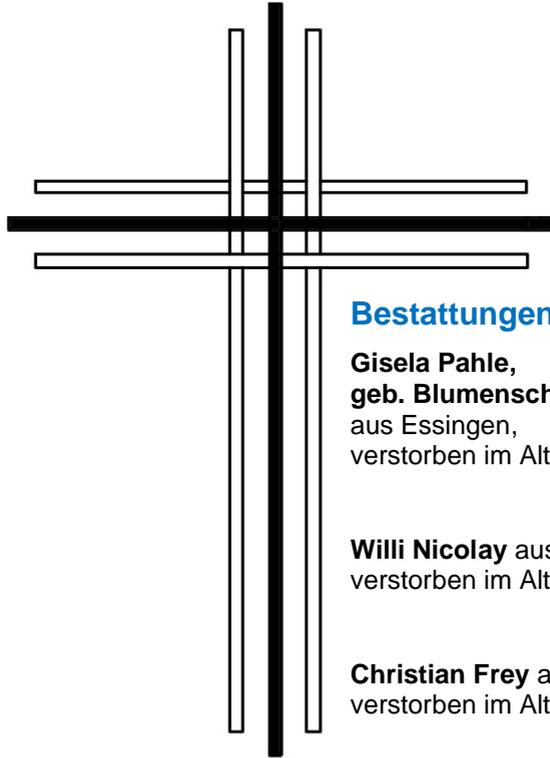 Bestattungen
Gisela Pahle,
geb. Blumensch
aus Essingen,
verstorben im Alt
Willi Nicolay aus
verstorben im Alt
Christian Frey a
verstorben im Alt